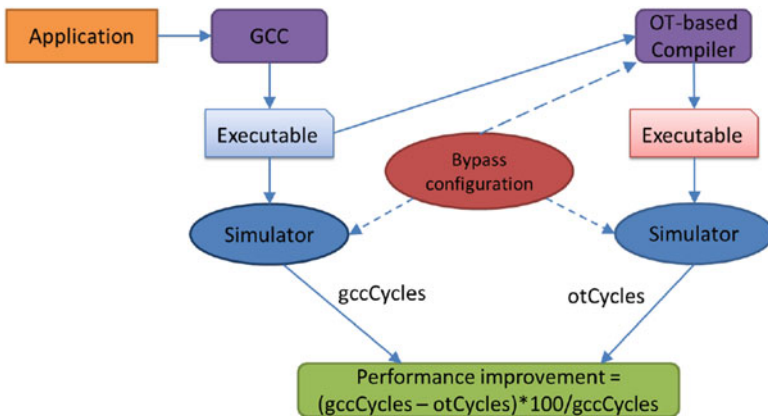 Application
GCC
OT-based
Compiler
Executable
Executable
Bypass
configuration
Simulator
Simulator
gccCycles
otCycles
Performance improvement =
(gccCycles – otCycles)*100/gccCycles